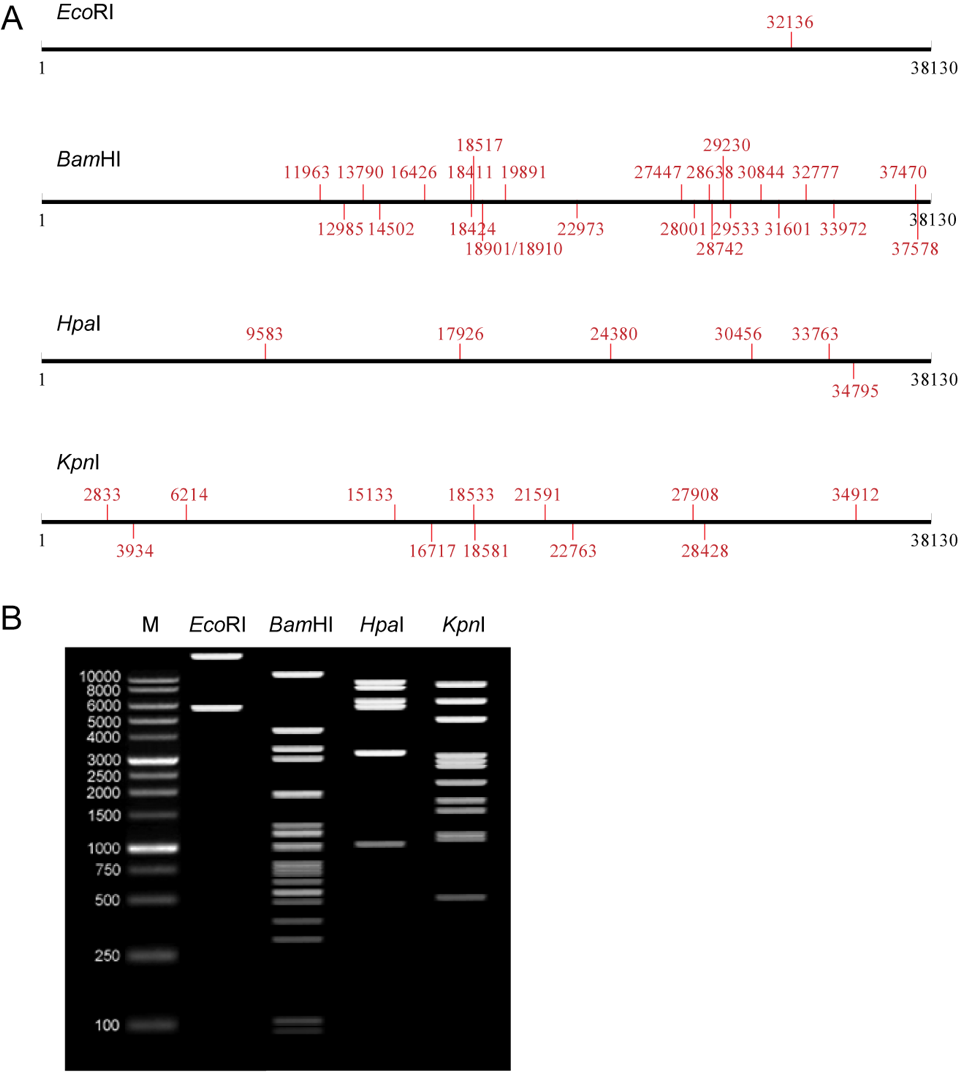 A
EcoRI
32136
1 38130
BamHI
18517 29230
11963 13790 16426 18411 19891 27447 28638 30844 32777 37470
1 38130
12985 14502 18424 22973 28001 29533 31601 33972
18901/18910 28742 37578
HpaI
9583 17926 24380 30456 33763
1 38130
34795
KpnI
2833 6214 15133 18533 21591 27908 34912
1 38130
3934 16717 18581 22763 28428
B
M EcoRI BamHI HpaI KpnI
10000
8000
6000
5000
4000
3000
2500
2000
1500
1000
750
500
250
100